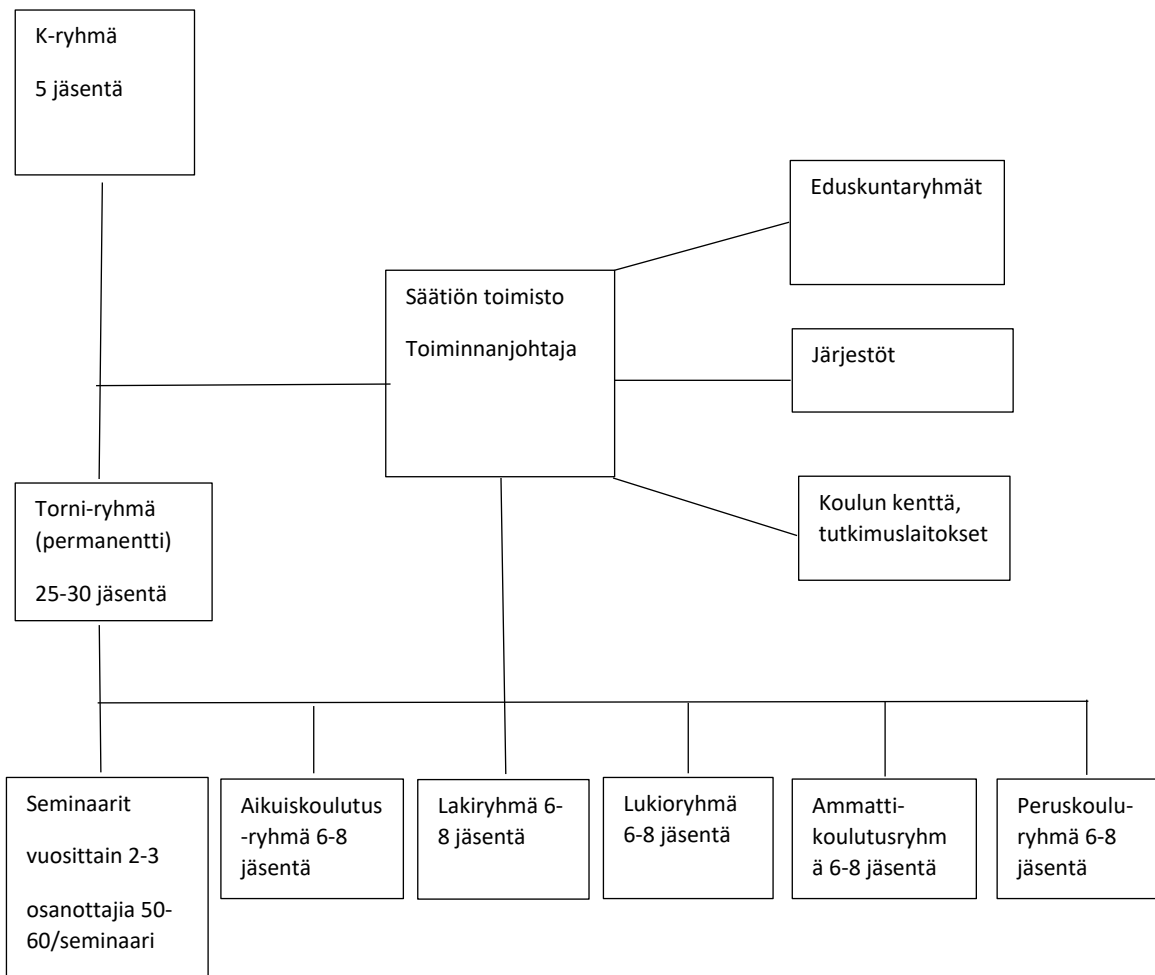 K-ryhmä
5 jäsentä
Eduskuntaryhmät
Säätiön toimisto
Toiminnanjohtaja
Järjestöt
Koulun kenttä,
tutkimuslaitokset
Torni-ryhmä
(permanentti)
25-30 jäsentä
Seminaarit
vuosittain 2-3
osanottajia 50-
60/seminaari
Aikuiskoulutus
-ryhmä 6-8
jäsentä
Lakiryhmä 6-
8 jäsentä
Lukioryhmä
6-8 jäsentä
Ammatti-
koulutusryhm
ä 6-8 jäsentä
Peruskoulu-
ryhmä 6-8
jäsentä